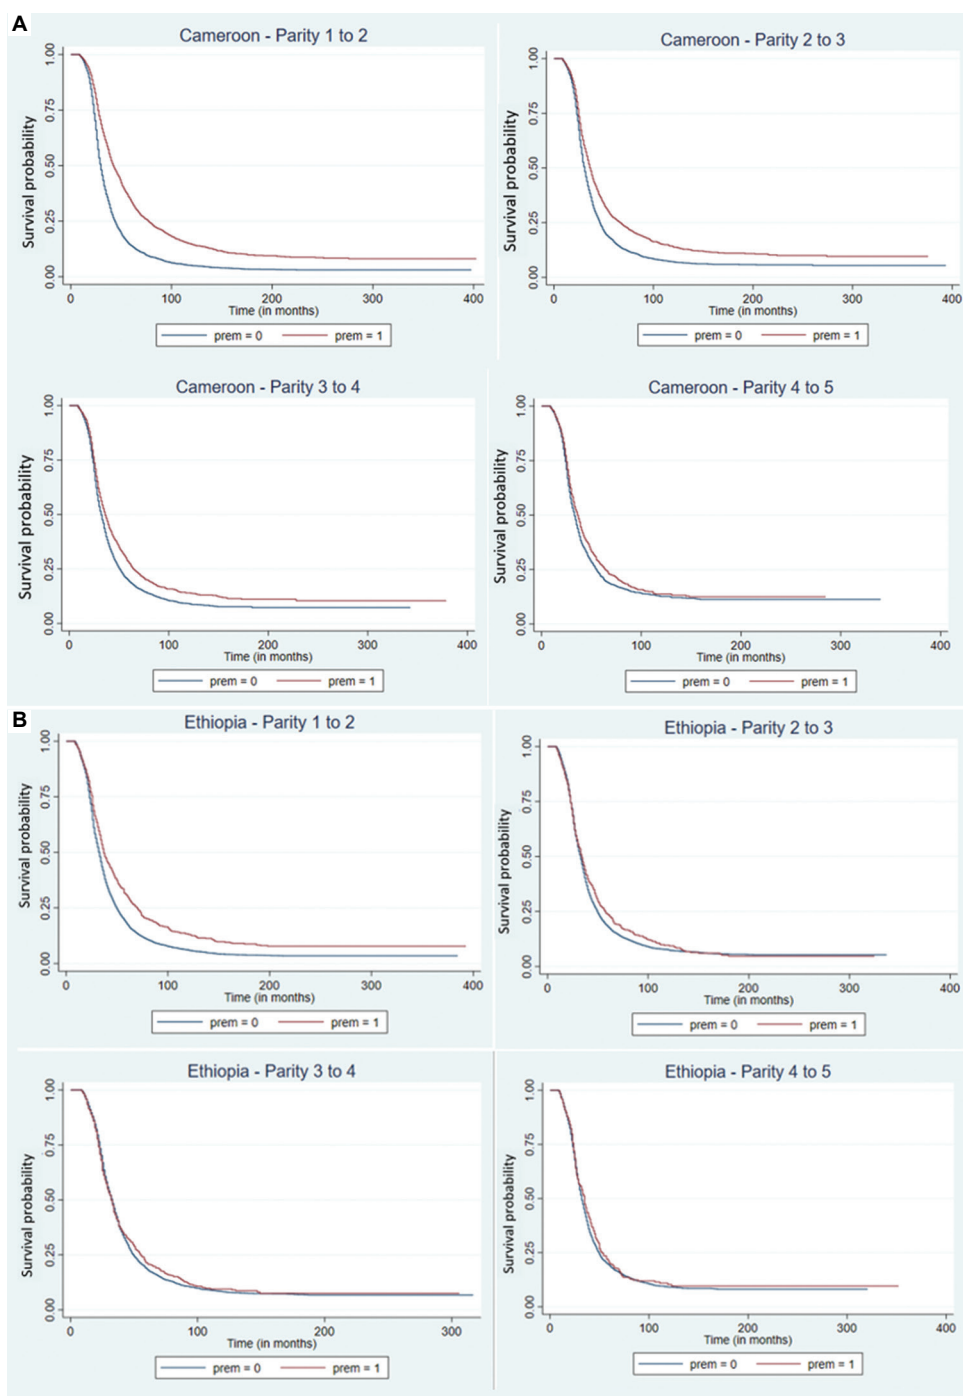 A
Cameroon - Parity 1 to 2
Survival probability
1.00
0.75
0.50
0.25
0.00
0 100 200 300 400
Time (in months)
prem = 0 prem = 1
Cameroon - Parity 2 to 3
Survival probability
1.00
0.75
0.50
0.25
0.00
0 100 200 300 400
Time (in months)
prem = 0 prem = 1
Cameroon - Parity 3 to 4
Survival probability
1.00
0.75
0.50
0.25
0.00
0 100 200 300 400
Time (in months)
prem = 0 prem = 1
Cameroon - Parity 4 to 5
Survival probability
1.00
0.75
0.50
0.25
0.00
0 100 200 300 400
Time (in months)
prem = 0 prem = 1
B
Ethiopia - Parity 1 to 2
Survival probability
1.00
0.75
0.50
0.25
0.00
0 100 200 300 400
Time (in months)
prem = 0 prem = 1
Ethiopia - Parity 2 to 3
Survival probability
1.00
0.75
0.50
0.25
0.00
0 100 200 300 400
Time (in months)
prem = 0 prem = 1
Ethiopia - Parity 3 to 4
Survival probability
1.00
0.75
0.50
0.25
0.00
0 100 200 300
Time (in months)
prem = 0 prem = 1
Ethiopia - Parity 4 to 5
Survival probability
1.00
0.75
0.50
0.25
0.00
0 100 200 300 400
Time (in months)
prem = 0 prem = 1